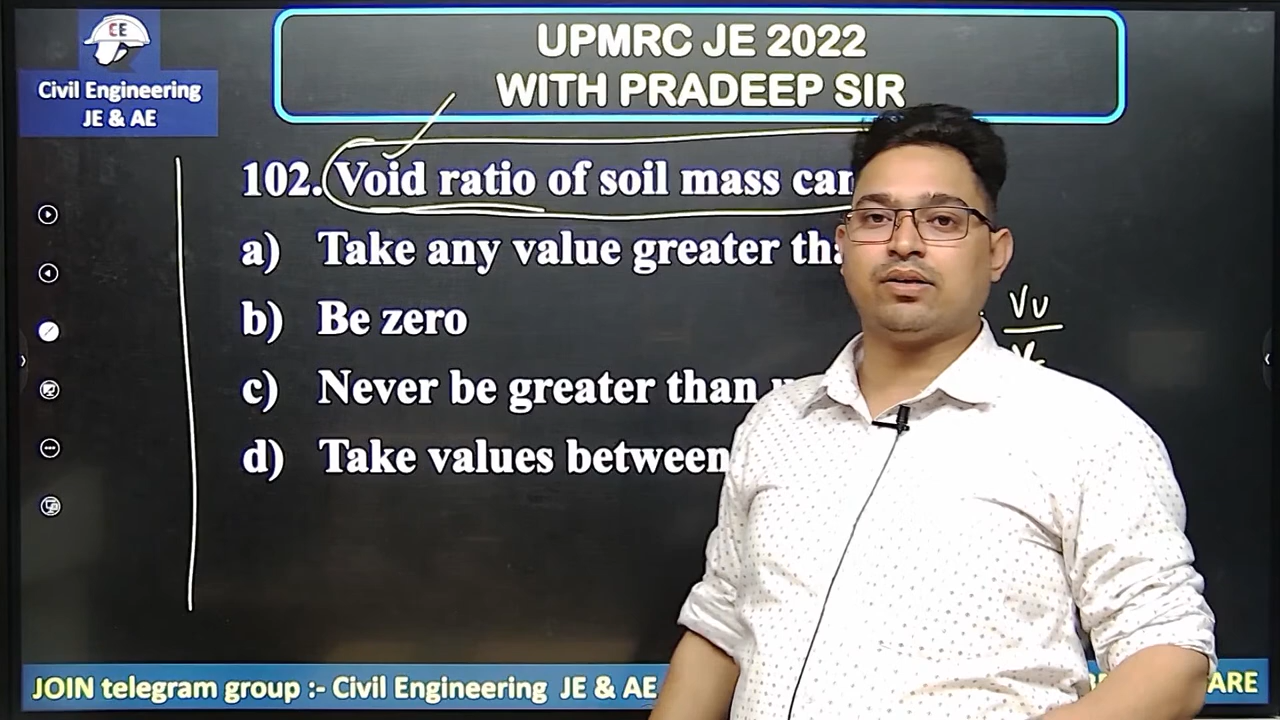 CE
Civil Engineering
JE & AE
UPMRC JE 2022
WITH PRADEEP SIR
102. Void ratio of soil mass can
a) Take any value greater
b) Be zero
c) Never be greater than
d) Take values between
Vv
JOIN telegram group :- Civil Engineering JE & AE